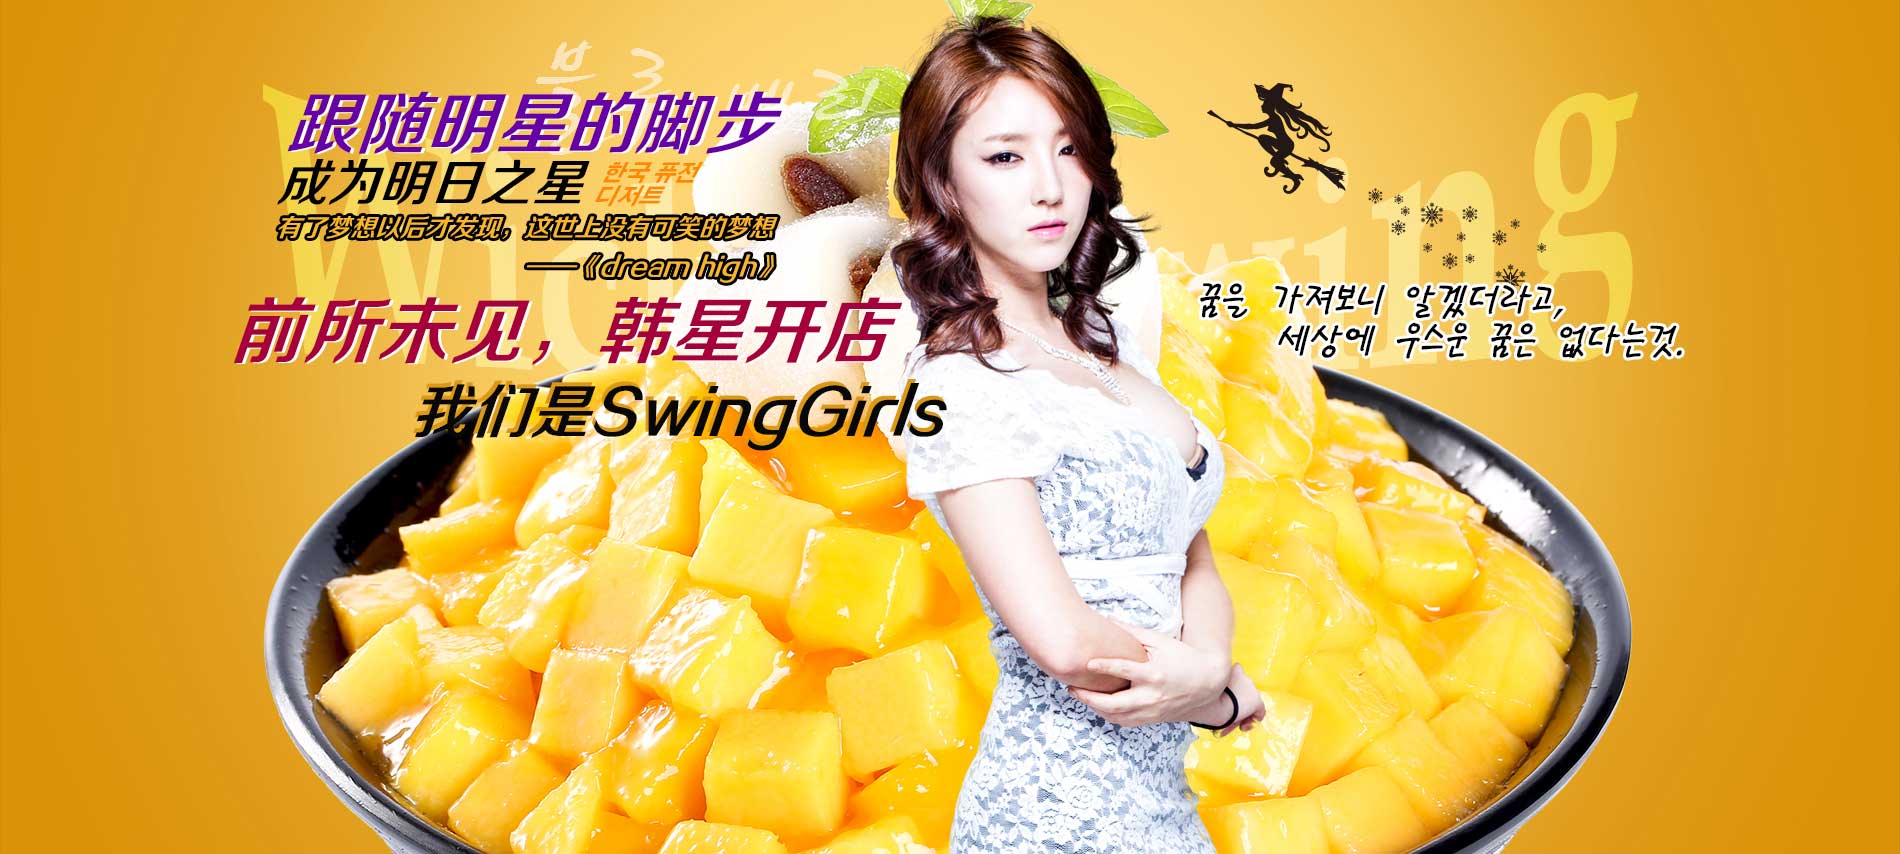 블루베리
跟随明星的脚步
成为明日之星
한국 퓨전
디저트
有了梦想以后才发现，这世上没有可笑的梦想
——《dream high》
前所未见，韩星开店
我们是SwingGirls
꿈을 가져보니 알겠더라고,
세상에 우스운 꿈은 없다는것.